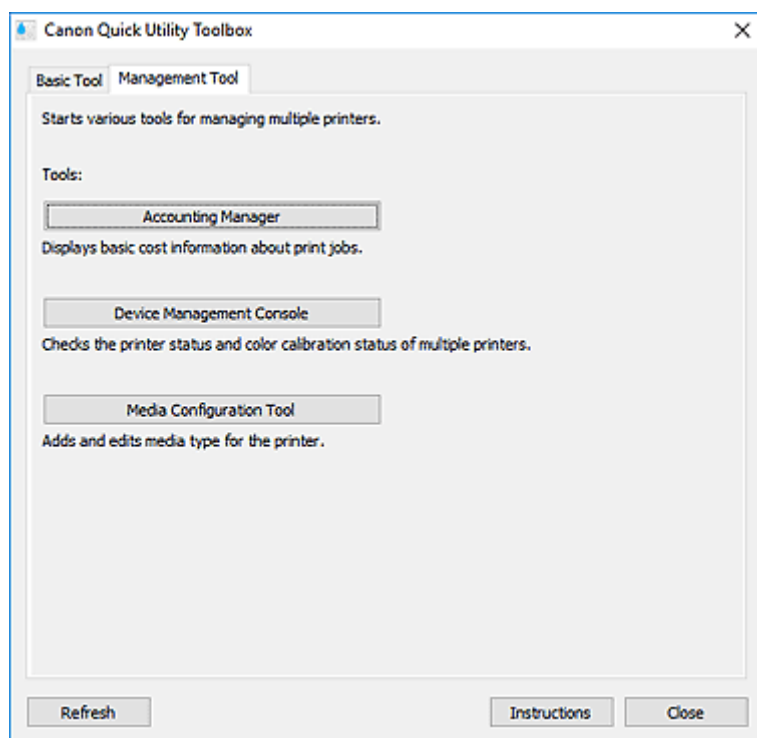 Canon Quick Utility Toolbox
Basic Tool Management Tool
Starts various tools for managing multiple printers.
Tools:
Accounting Manager
Displays basic cost information about print jobs.
Device Management Console
Checks the printer status and color calibration status of multiple printers.
Media Configuration Tool
Adds and edits media type for the printer.
Refresh Instructions Close